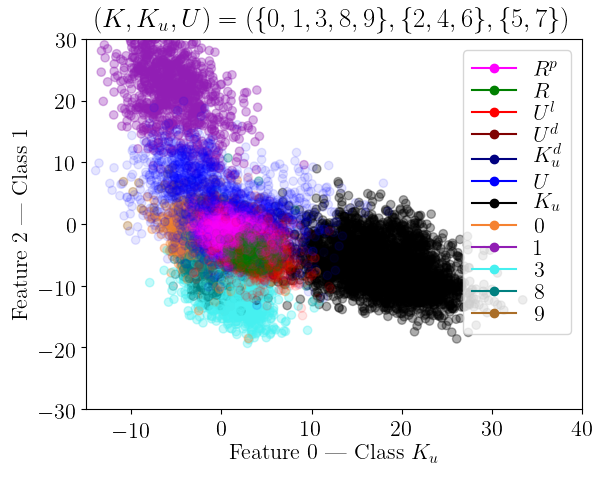 (K, K_u, U) = ({0, 1, 3, 8, 9}, {2, 4, 6}, {5, 7})
30
20
10
0
−10
−20
−30
Feature 2 — Class 1
R^p
R
U^l
U^d
K_u^d
U
K_u
0
1
3
8
9
−10 0 10 20 30 40
Feature 0 — Class K_u